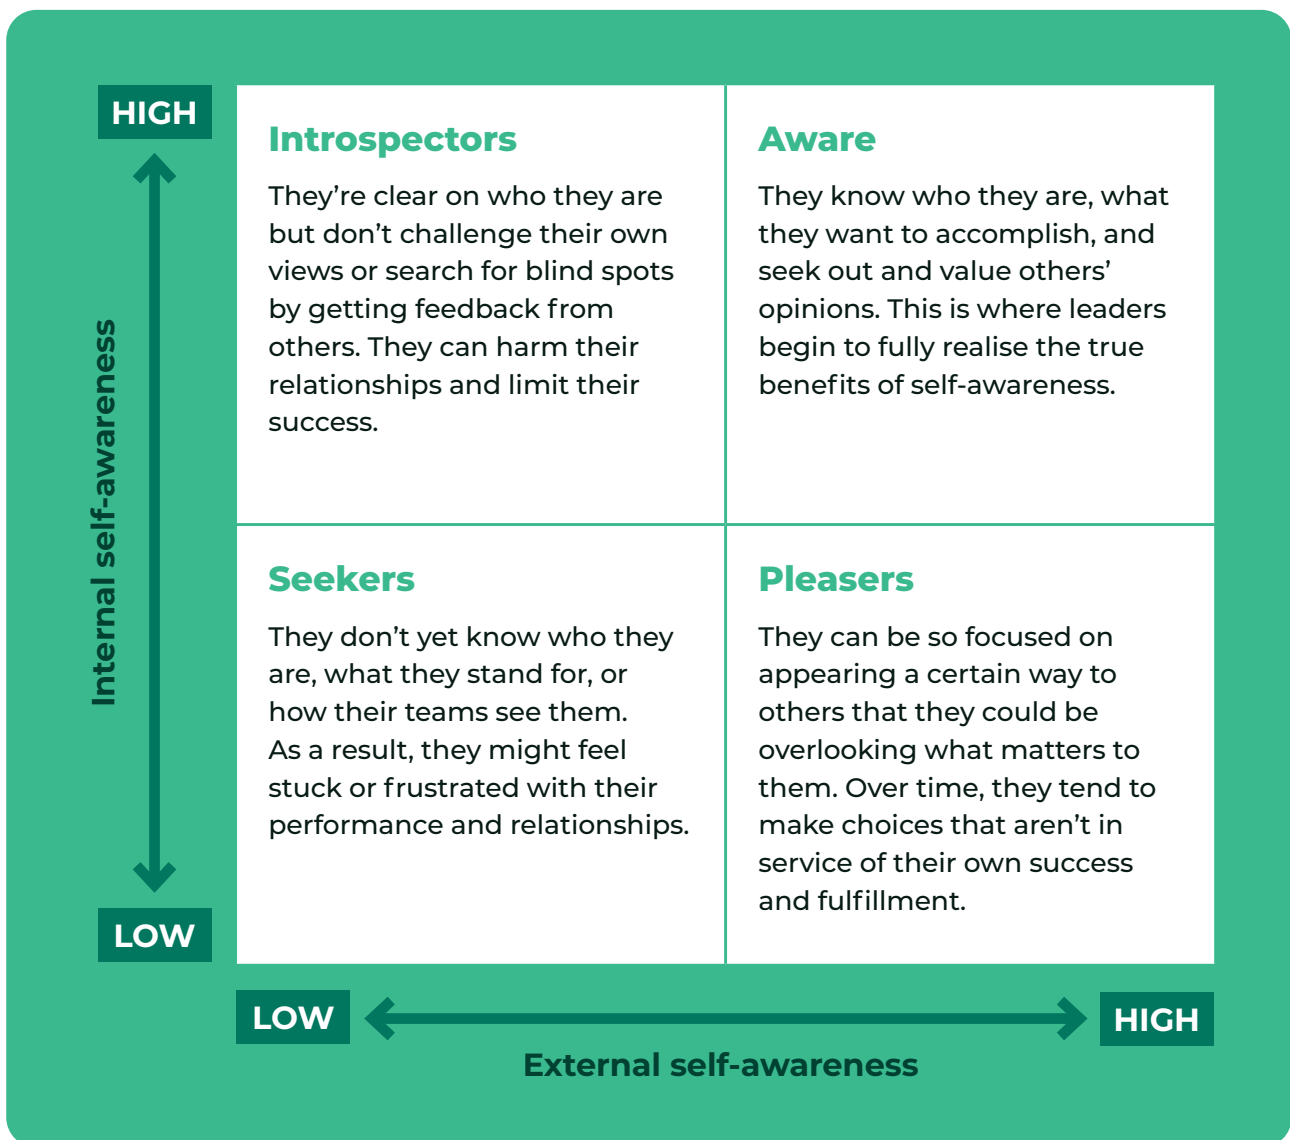 HIGH
Internal self-awareness
LOW
Introspectors
They’re clear on who they are
but don’t challenge their own
views or search for blind spots
by getting feedback from
others. They can harm their
relationships and limit their
success.
Aware
They know who they are, what
they want to accomplish, and
seek out and value others’
opinions. This is where leaders
begin to fully realise the true
benefits of self-awareness.
Seekers
They don’t yet know who they
are, what they stand for, or
how their teams see them.
As a result, they might feel
stuck or frustrated with their
performance and relationships.
Pleasers
They can be so focused on
appearing a certain way to
others that they could be
overlooking what matters to
them. Over time, they tend to
make choices that aren’t in
service of their own success
and fulfillment.
LOW
HIGH
External self-awareness